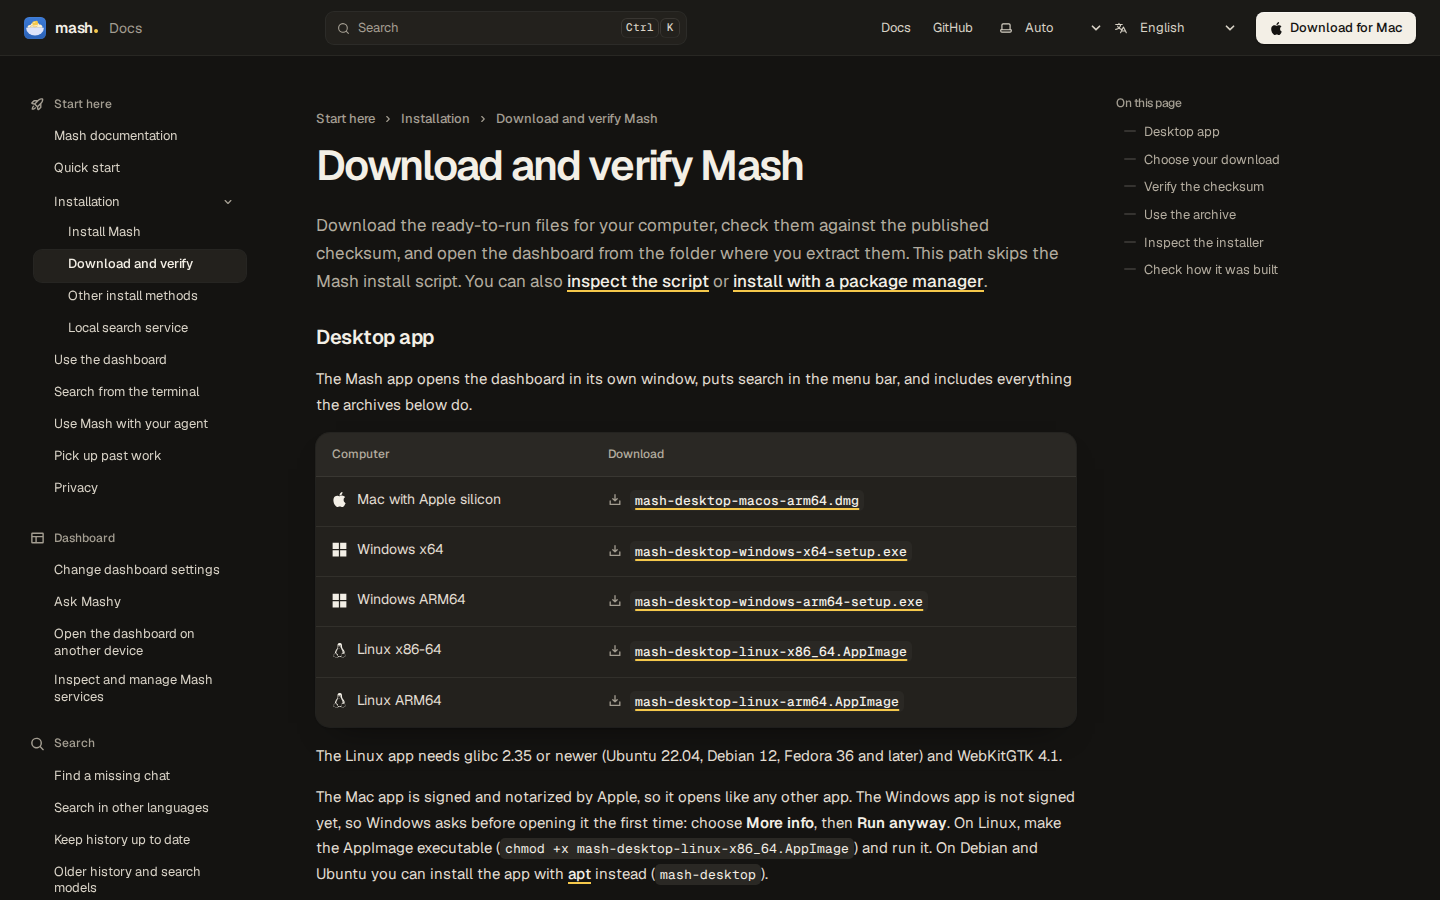 mash. Docs
Search
Ctrl K
Docs
GitHub
Auto
English
Download for Mac
Start here
Mash documentation
Quick start
Installation
Install Mash
Download and verify
Other install methods
Local search service
Use the dashboard
Search from the terminal
Use Mash with your agent
Pick up past work
Privacy
Dashboard
Change dashboard settings
Ask Mashy
Open the dashboard on
another device
Inspect and manage Mash
services
Search
Find a missing chat
Search in other languages
Keep history up to date
Older history and search
models
Start here › Installation › Download and verify Mash
Download and verify Mash
Download the ready-to-run files for your computer, check them against the published
checksum, and open the dashboard from the folder where you extract them. This path skips the
Mash install script. You can also inspect the script or install with a package manager.
Desktop app
The Mash app opens the dashboard in its own window, puts search in the menu bar, and includes everything
the archives below do.
Computer Download
Mac with Apple silicon mash-desktop-macos-arm64.dmg
Windows x64 mash-desktop-windows-x64-setup.exe
Windows ARM64 mash-desktop-windows-arm64-setup.exe
Linux x86-64 mash-desktop-linux-x86_64.AppImage
Linux ARM64 mash-desktop-linux-arm64.AppImage
The Linux app needs glibc 2.35 or newer (Ubuntu 22.04, Debian 12, Fedora 36 and later) and WebKitGTK 4.1.
The Mac app is signed and notarized by Apple, so it opens like any other app. The Windows app is not signed
yet, so Windows asks before opening it the first time: choose More info, then Run anyway. On Linux, make
the AppImage executable (chmod +x mash-desktop-linux-x86_64.AppImage) and run it. On Debian and
Ubuntu you can install the app with apt instead (mash-desktop).
On this page
Desktop app
Choose your download
Verify the checksum
Use the archive
Inspect the installer
Check how it was built